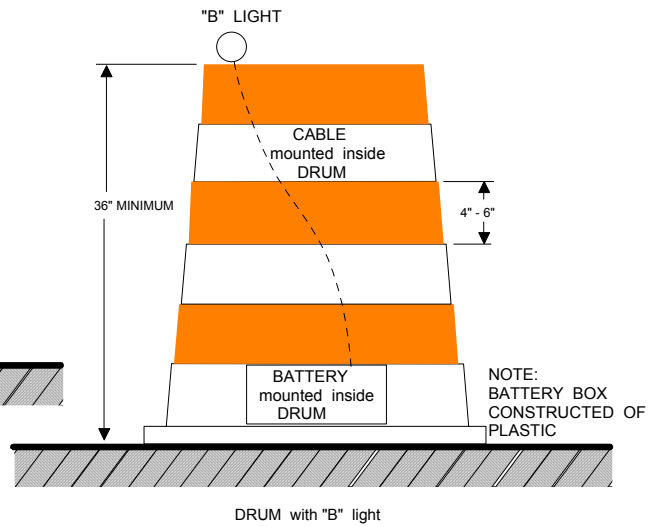 "B" LIGHT
CABLE
mounted inside
DRUM
36" MINIMUM
4" - 6"
BATTERY
mounted inside
DRUM
NOTE:
BATTERY BOX
CONSTRUCTED OF
PLASTIC
DRUM with "B" light